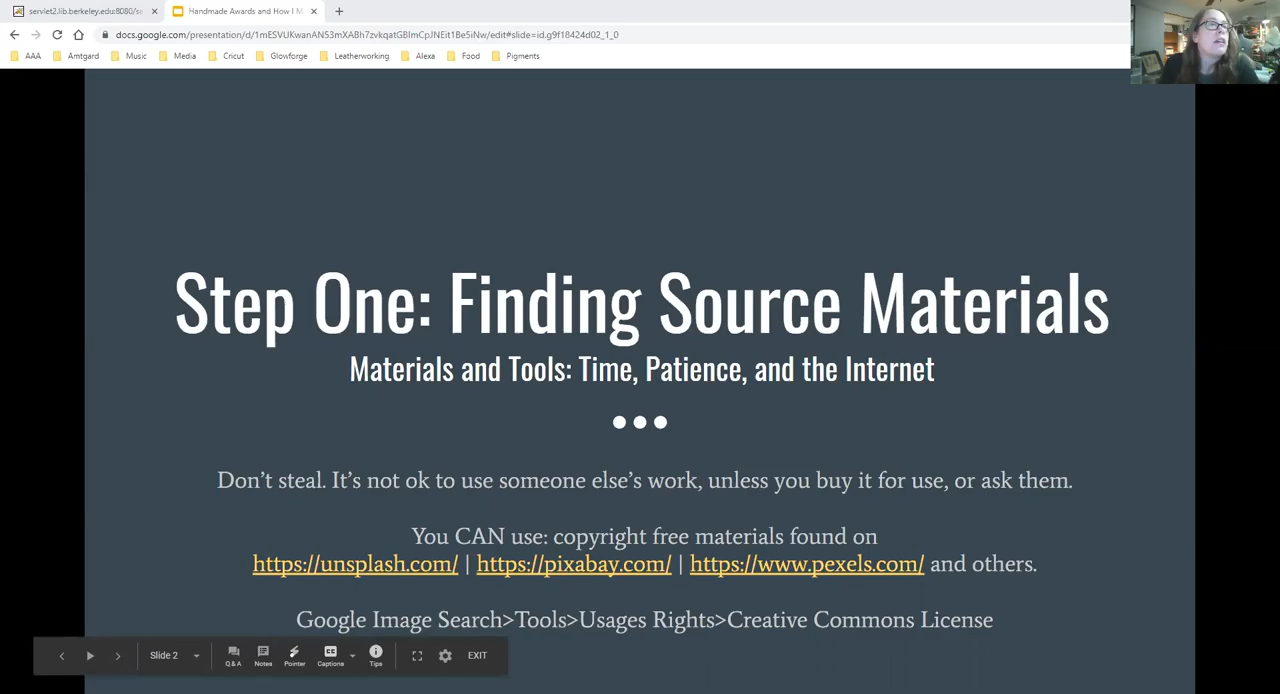 servlet2.lib.berkeley.edu:8080/se
Handmade Awards and How I M
docs.google.com/presentation/d/1mESVUKwanAN53mXABh7zvkqatGBlmCpJNEit1Be5iNw/edit#slide=id.g9f18424d02_1_0
AAA Amtgard Music Media Cricut Glowforge Leatherworking Alexa Food Pigments
Step One: Finding Source Materials
Materials and Tools: Time, Patience, and the Internet
Don't steal. It's not ok to use someone else's work, unless you buy it for use, or ask them.
You CAN use: copyright free materials found on
https://unsplash.com/ | https://pixabay.com/ | https://www.pexels.com/ and others.
Google Image Search>Tools>Usages Rights>Creative Commons License
Slide 2
Q&A Notes Pointer Captions Tips EXIT